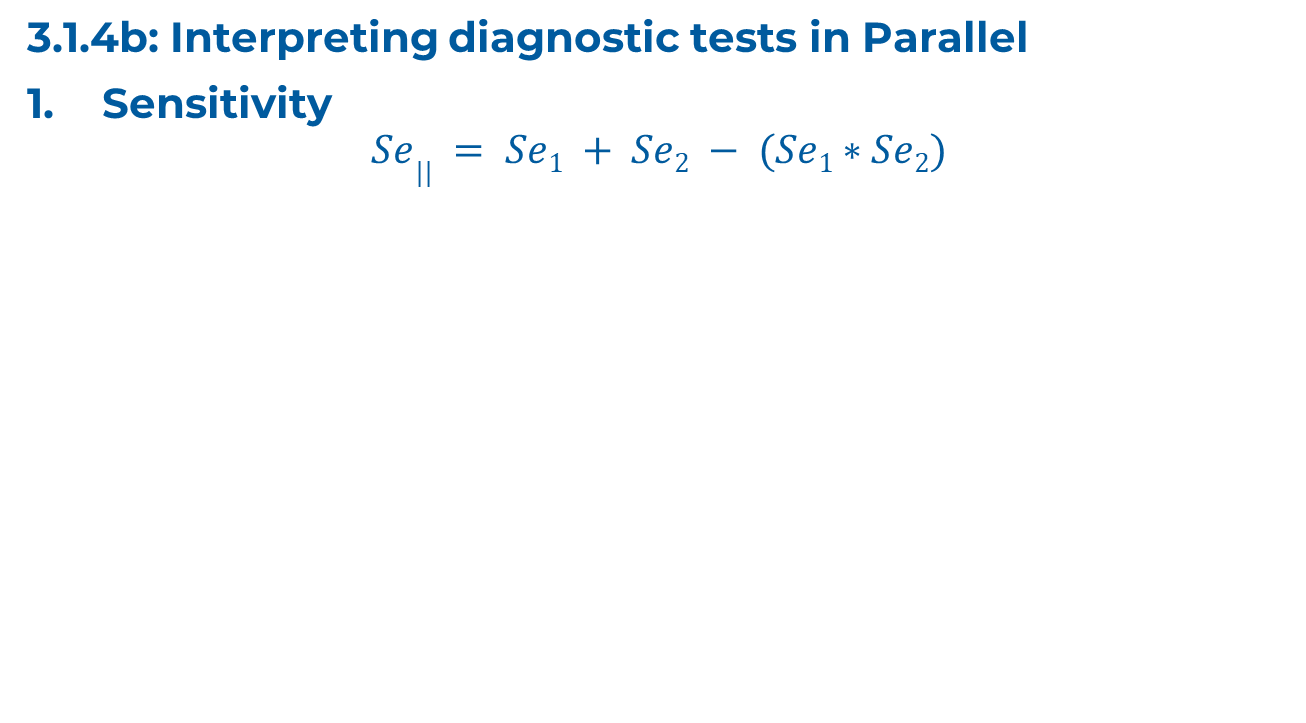 3.1.4b: Interpreting diagnostic tests in Parallel
1. Sensitivity
Se|| = Se₁ + Se₂ − (Se₁ ∗ Se₂)